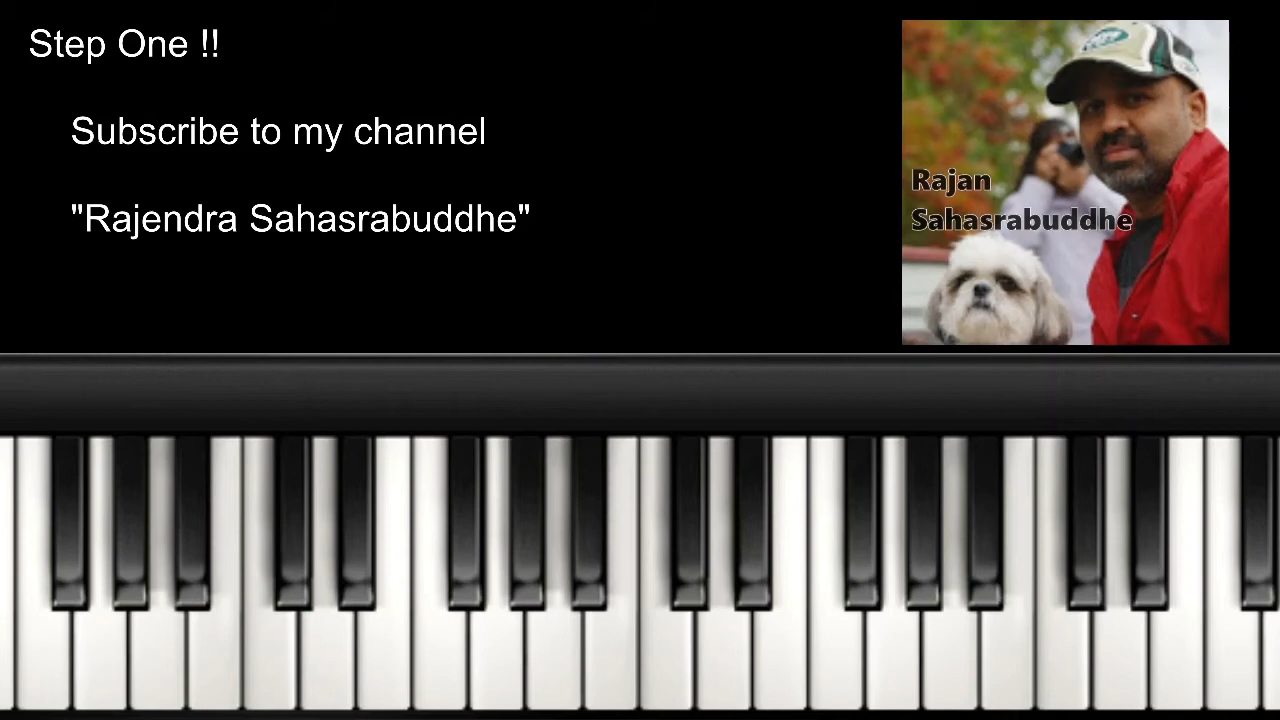 Step One !!
Subscribe to my channel
"Rajendra Sahasrabuddhe"
Rajan
Sahasrabuddhe